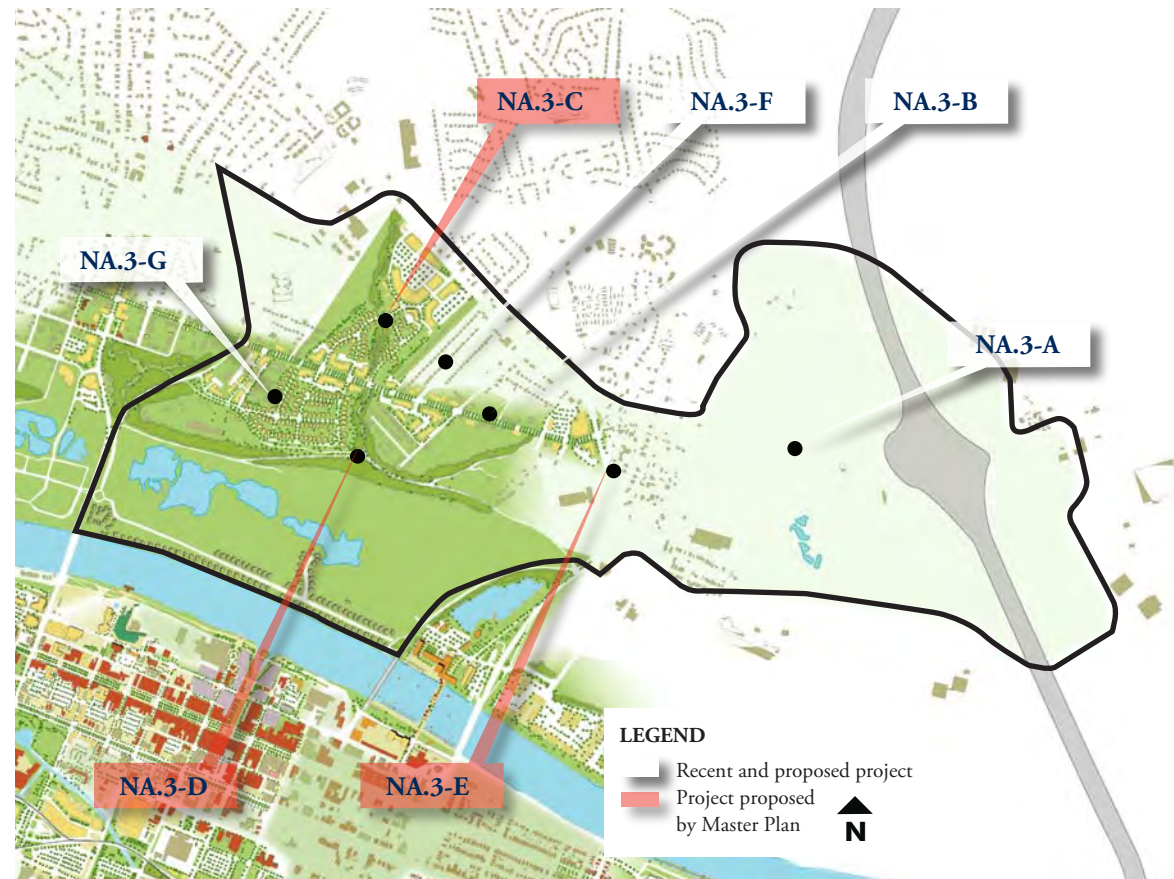 NA.3-C
NA.3-F
NA.3-B
NA.3-G
NA.3-A
NA.3-D
NA.3-E
LEGEND
Recent and proposed project
Project proposed
by Master Plan
N